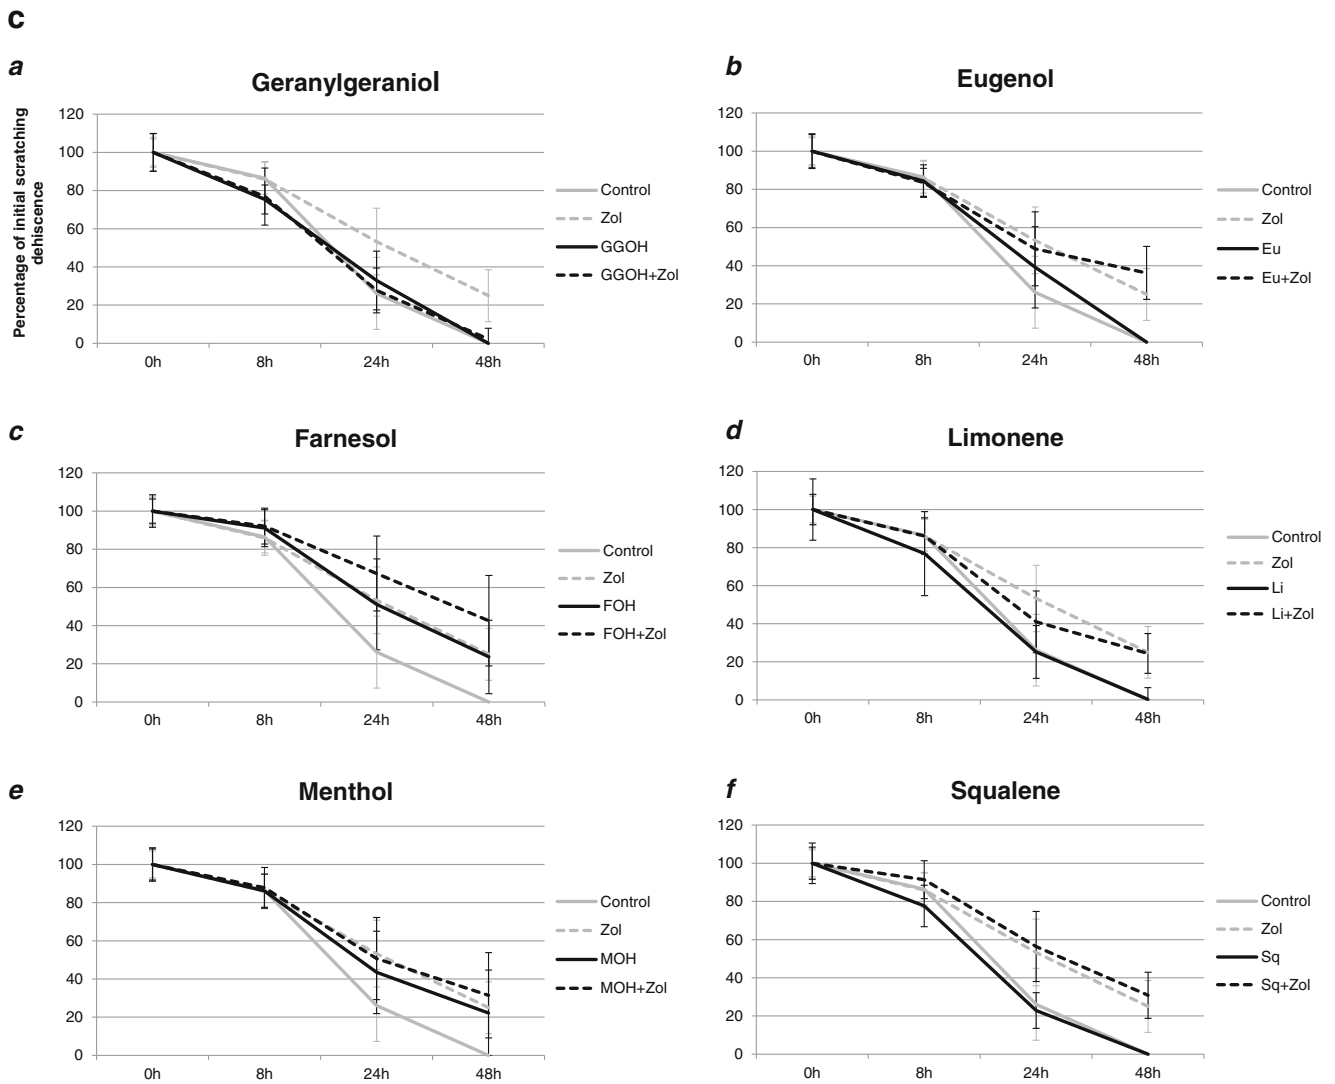 c
a
Geranylgeraniol
Percentage of initial scratching
dehiscence
120
100
80
60
40
20
0
0h 8h 24h 48h
Control
Zol
GGOH
GGOH+Zol
b
Eugenol
120
100
80
60
40
20
0
0h 8h 24h 48h
Control
Zol
Eu
Eu+Zol
c
Farnesol
120
100
80
60
40
20
0
0h 8h 24h 48h
Control
Zol
FOH
FOH+Zol
d
Limonene
120
100
80
60
40
20
0
0h 8h 24h 48h
Control
Zol
Li
Li+Zol
e
Menthol
120
100
80
60
40
20
0
0h 8h 24h 48h
Control
Zol
MOH
MOH+Zol
f
Squalene
120
100
80
60
40
20
0
0h 8h 24h 48h
Control
Zol
Sq
Sq+Zol